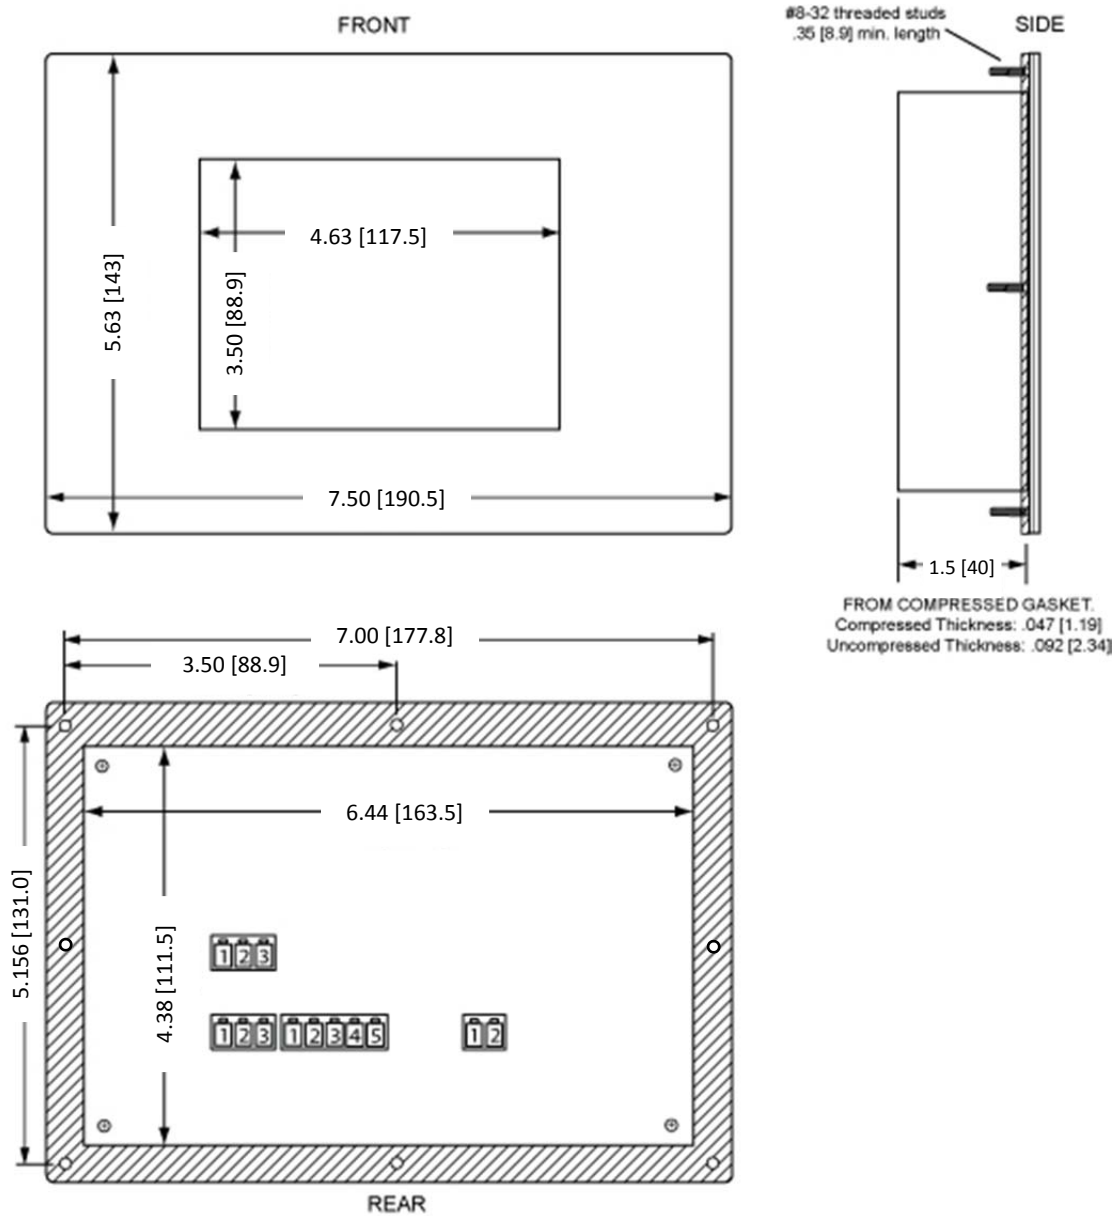 FRONT
4.63 [117.5]
3.50 [88.9]
5.63 [143]
7.50 [190.5]
#8-32 threaded studs
.35 [8.9] min. length
SIDE
1.5 [40]
FROM COMPRESSED GASKET.
Compressed Thickness: .047 [1.19]
Uncompressed Thickness: .092 [2.34]
7.00 [177.8]
3.50 [88.9]
6.44 [163.5]
5.156 [131.0]
4.38 [111.5]
1 2 3
1 2 3 1 2 3 4 5 1 2
REAR